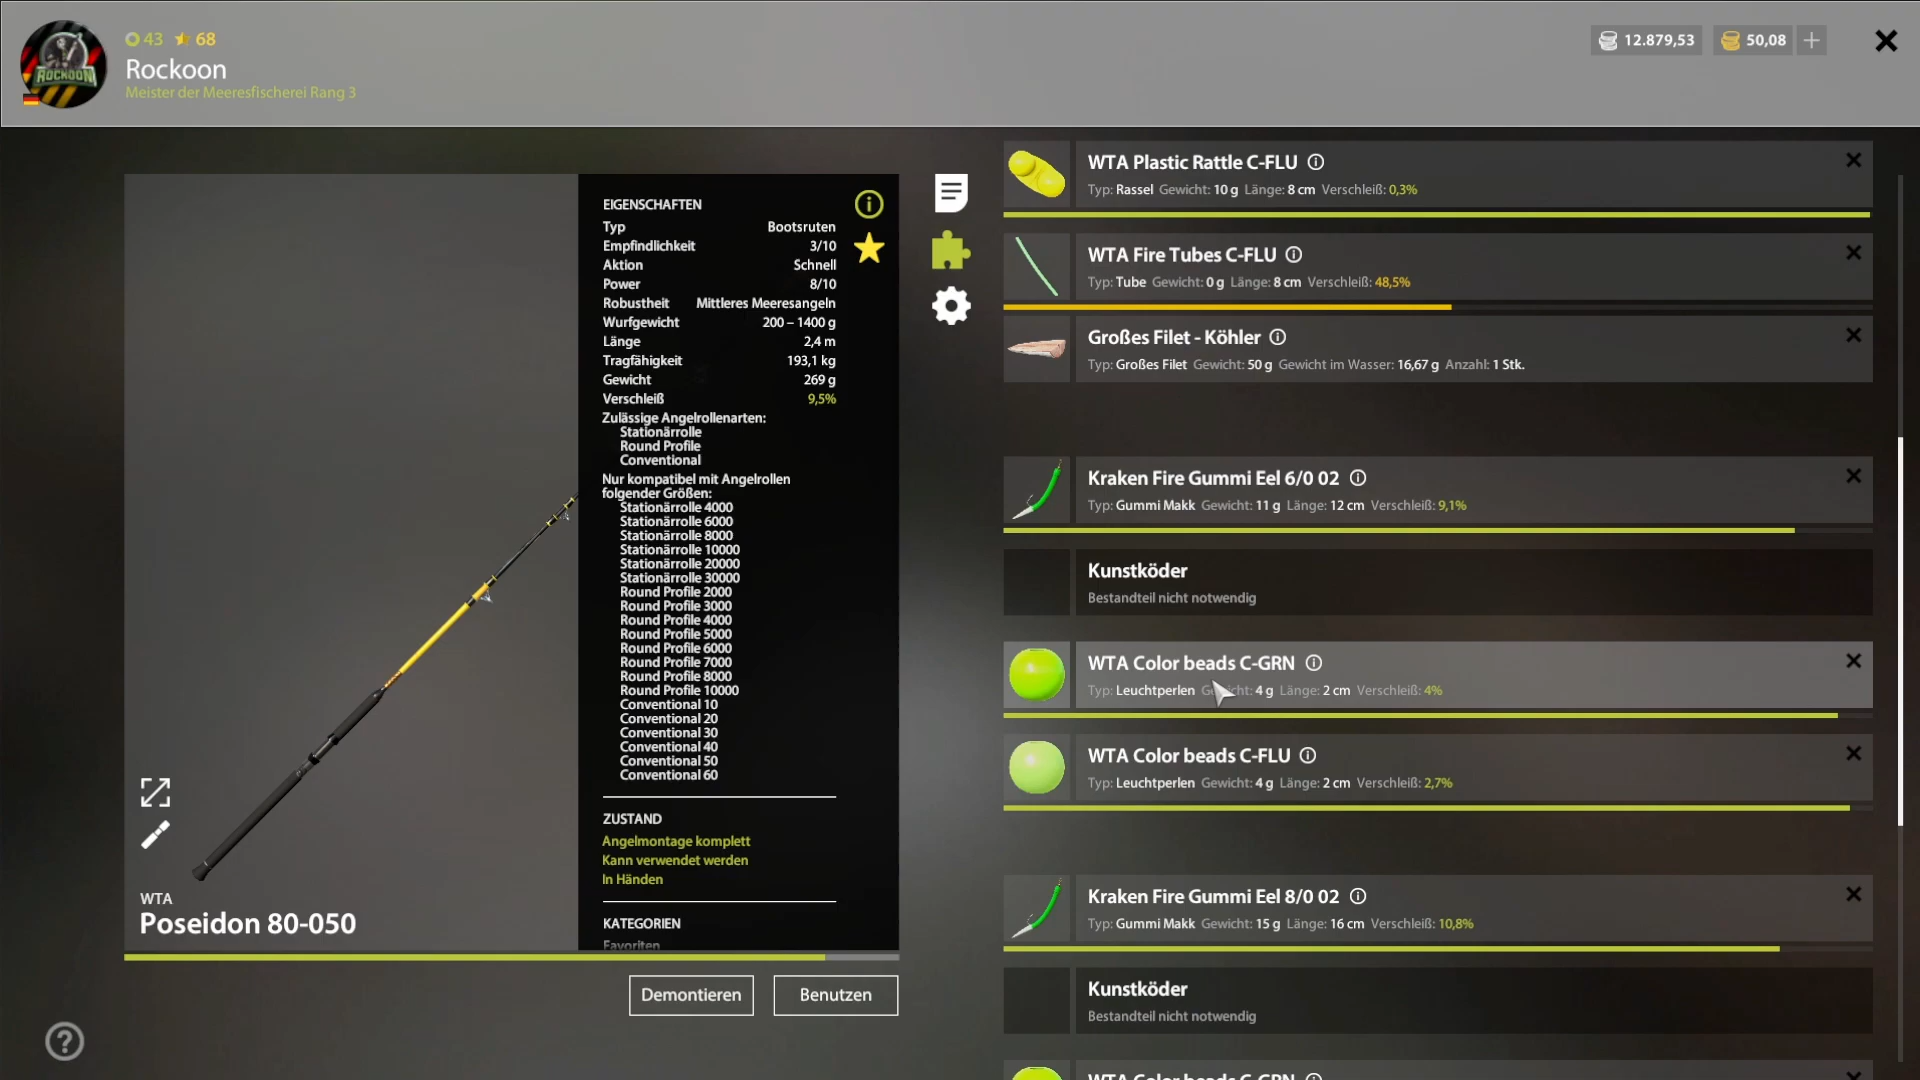 43 68
Rockoon
Meister der Meeresfischerei Rang 3
12.879,53
50,08
ROCKOON
EIGENSCHAFTEN
Typ Bootsruten
Empfindlichkeit 3/10
Aktion Schnell
Power 8/10
Robustheit Mittleres Meeresangeln
Wurfgewicht 200 – 1400 g
Länge 2,4 m
Tragfähigkeit 193,1 kg
Gewicht 269 g
Verschleiß 9,5%
Zulässige Angelrollenarten:
Stationärrolle
Round Profile
Conventional
Nur kompatibel mit Angelrollen
folgender Größen:
Stationärrolle 4000
Stationärrolle 6000
Stationärrolle 8000
Stationärrolle 10000
Stationärrolle 20000
Stationärrolle 30000
Round Profile 2000
Round Profile 3000
Round Profile 4000
Round Profile 5000
Round Profile 6000
Round Profile 7000
Round Profile 8000
Round Profile 10000
Conventional 10
Conventional 20
Conventional 30
Conventional 40
Conventional 50
Conventional 60
ZUSTAND
Angelmontage komplett
Kann verwendet werden
In Händen
KATEGORIEN
Favoriten
WTA
Poseidon 80-050
Demontieren
Benutzen
WTA Plastic Rattle C-FLU
Typ: Rassel Gewicht: 10 g Länge: 8 cm Verschleiß: 0,3%
WTA Fire Tubes C-FLU
Typ: Tube Gewicht: 0 g Länge: 8 cm Verschleiß: 48,5%
Großes Filet - Köhler
Typ: Großes Filet Gewicht: 50 g Gewicht im Wasser: 16,67 g Anzahl: 1 Stk.
Kraken Fire Gummi Eel 6/0 02
Typ: Gummi Makk Gewicht: 11 g Länge: 12 cm Verschleiß: 9,1%
Kunstköder
Bestandteil nicht notwendig
WTA Color beads C-GRN
Typ: Leuchtperlen Gewicht: 4 g Länge: 2 cm Verschleiß: 4%
WTA Color beads C-FLU
Typ: Leuchtperlen Gewicht: 4 g Länge: 2 cm Verschleiß: 2,7%
Kraken Fire Gummi Eel 8/0 02
Typ: Gummi Makk Gewicht: 15 g Länge: 16 cm Verschleiß: 10,8%
Kunstköder
Bestandteil nicht notwendig
WTA Color beads C-GRN